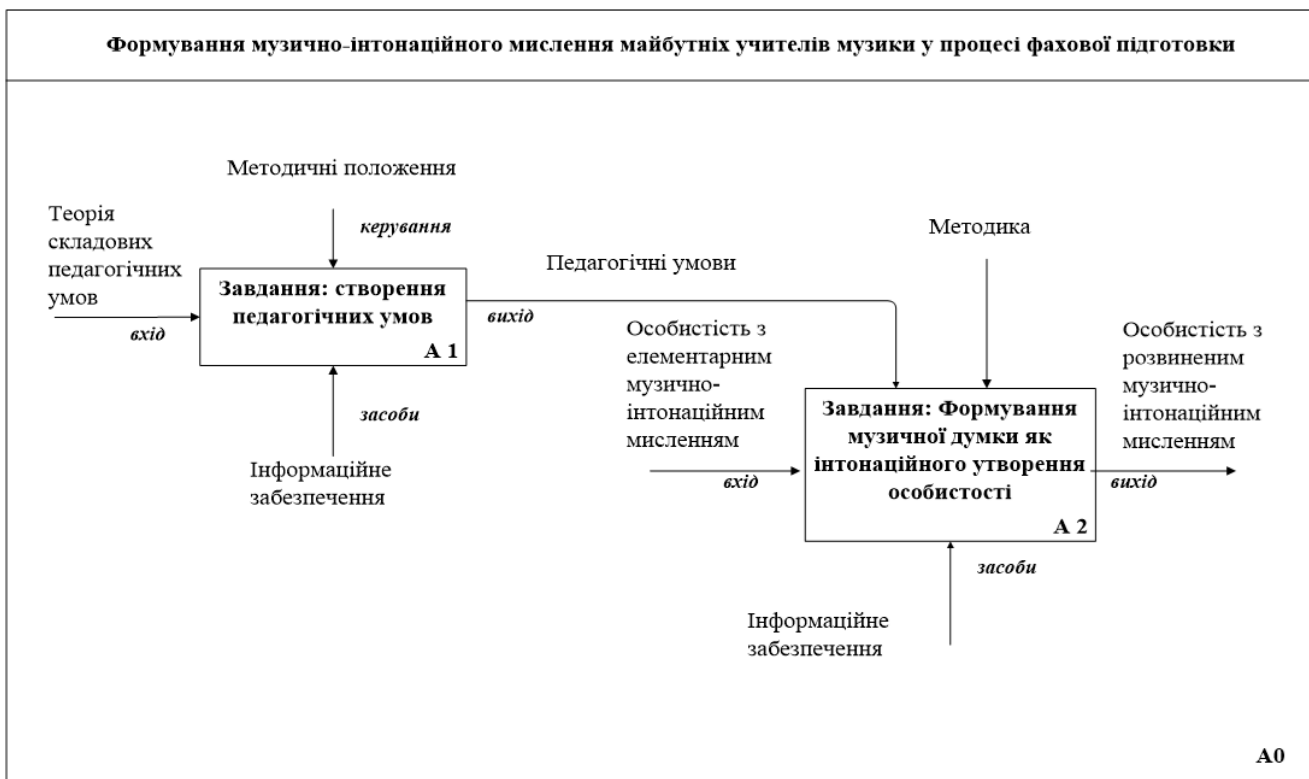 Формування музично-інтонаційного мислення майбутніх учителів музики у процесі фахової підготовки
Методичні положення
Теорія
складових
педагогічних
умов
керування
Методика
Педагогічні умови
Завдання: створення
педагогічних умов
А 1
вхід
вихід
Особистість з
елементарним
музично-
інтонаційним
мисленням
Особистість з
розвиненим
музично-
інтонаційним
мисленням
засоби
Завдання: Формування
музичної думки як
інтонаційного утворення
особистості
А 2
Інформаційне
забезпечення
вхід
вихід
засоби
Інформаційне
забезпечення
А0